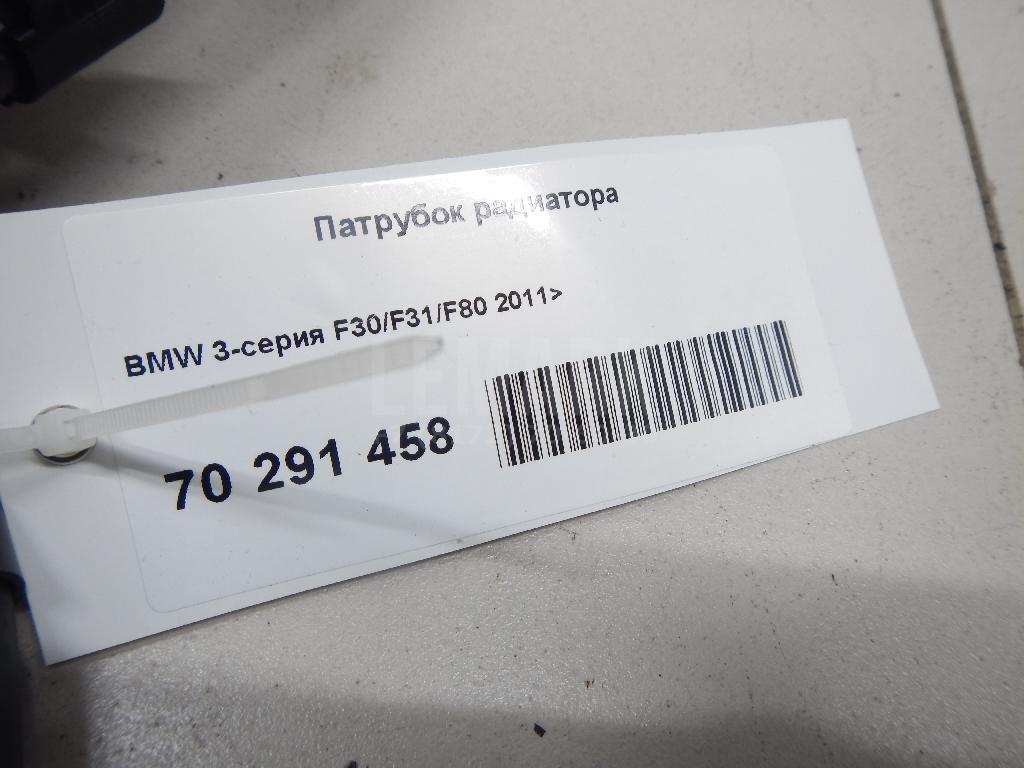 Патрубок радиатора
BMW 3-серия F30/F31/F80 2011>
70 291 458